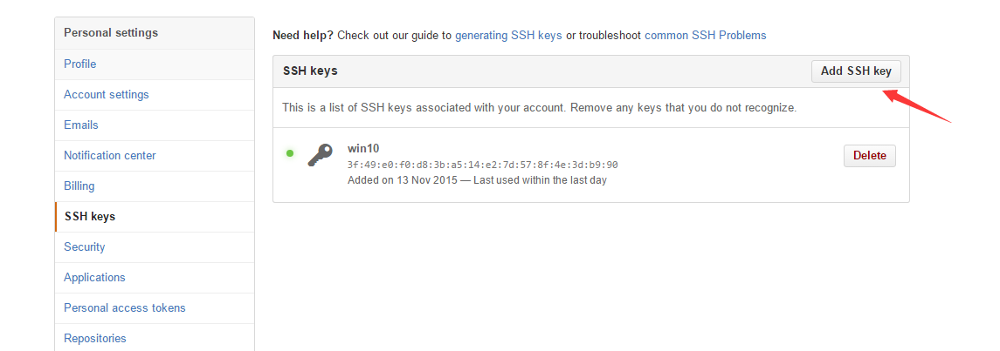 Personal settings
Profile
Account settings
Emails
Notification center
Billing
SSH keys
Security
Applications
Personal access tokens
Repositories
Need help? Check out our guide to generating SSH keys or troubleshoot common SSH Problems
SSH keys
Add SSH key
This is a list of SSH keys associated with your account. Remove any keys that you do not recognize.
win10
3f:49:e0:f0:d8:3b:a5:14:e2:7d:57:8f:4e:3d:b9:90
Added on 13 Nov 2015 — Last used within the last day
Delete